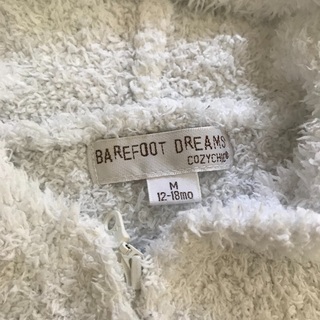 BAREFOOT DREAMS
COZYCHIC®
M
12-18mo